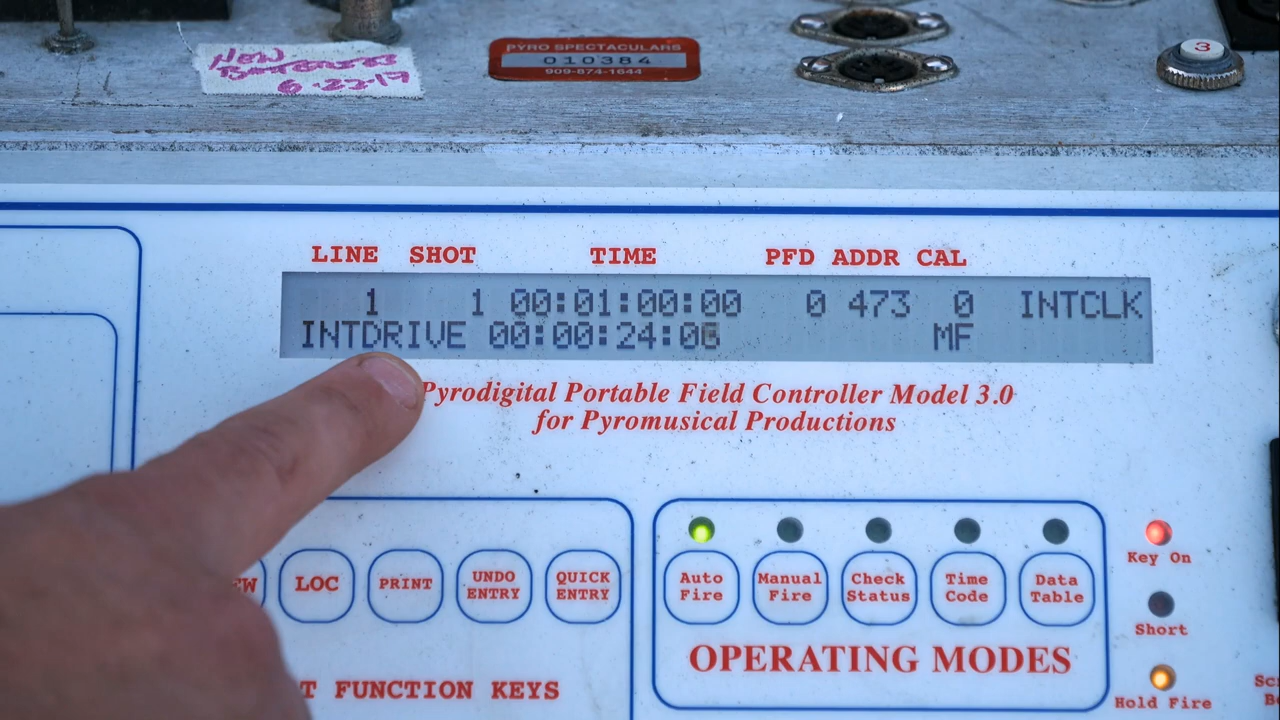 New
Batteries
6-22-17
PYRO SPECTACULARS
010384
909-874-1644
3
LINE SHOT TIME PFD ADDR CAL
1 1 00:01:00:00 0 473 0 INTCLK
INTDRIVE 00:00:24:06 MF
Pyrodigital Portable Field Controller Model 3.0
for Pyromusical Productions
LOC
PRINT
UNDO
ENTRY
QUICK
ENTRY
T FUNCTION KEYS
Auto
Fire
Manual
Fire
Check
Status
Time
Code
Data
Table
OPERATING MODES
Key On
Short
Hold Fire